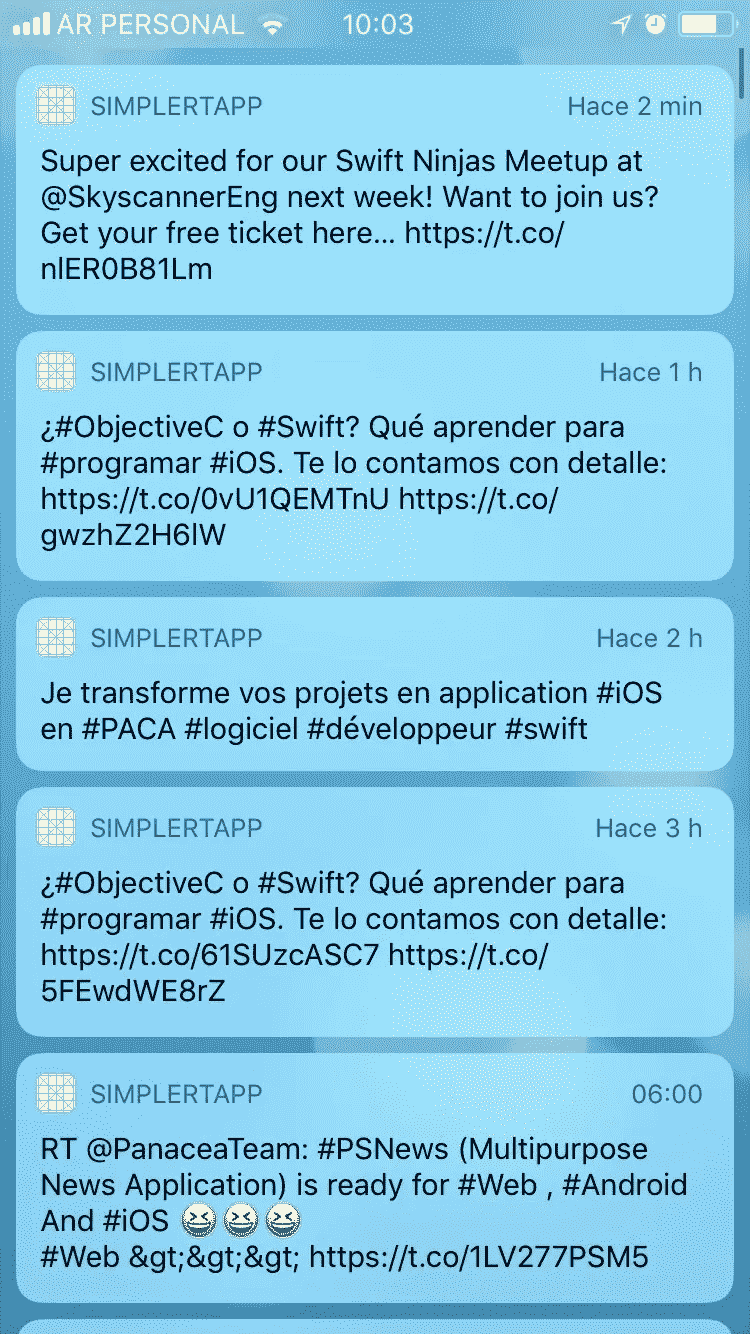 AR PERSONAL 10:03
SIMPLERTAPP Hace 2 min
Super excited for our Swift Ninjas Meetup at
@SkyscannerEng next week! Want to join us?
Get your free ticket here... https://t.co/
nlER0B81Lm
SIMPLERTAPP Hace 1 h
¿#ObjectiveC o #Swift? Qué aprender para
#programar #iOS. Te lo contamos con detalle:
https://t.co/0vU1QEMTnU https://t.co/
gwzhZ2H6lW
SIMPLERTAPP Hace 2 h
Je transforme vos projets en application #iOS
en #PACA #logiciel #développeur #swift
SIMPLERTAPP Hace 3 h
¿#ObjectiveC o #Swift? Qué aprender para
#programar #iOS. Te lo contamos con detalle:
https://t.co/61SUzcASC7 https://t.co/
5FEwdWE8rZ
SIMPLERTAPP 06:00
RT @PanaceaTeam: #PSNews (Multipurpose
News Application) is ready for #Web , #Android
And #iOS 😆😆😆
#Web &gt;&gt;&gt; https://t.co/1LV277PSM5